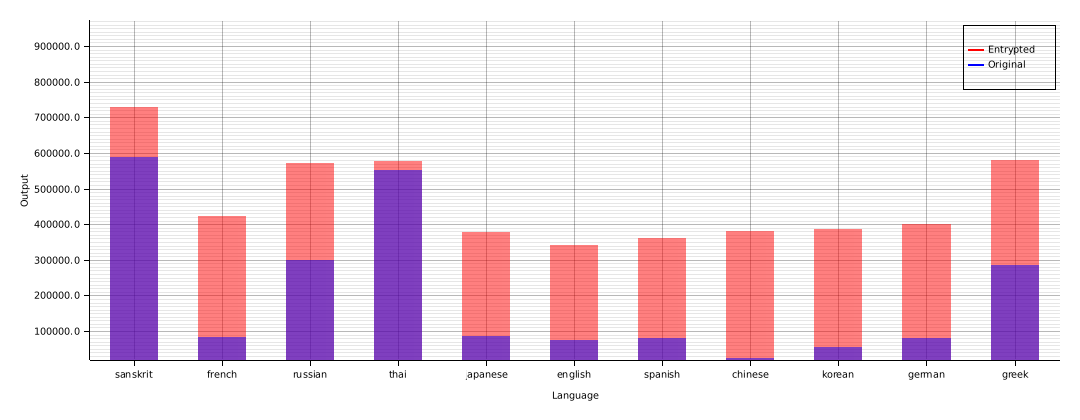 900000.0
800000.0
700000.0
600000.0
500000.0
400000.0
300000.0
200000.0
100000.0
Output
Entrypted
Original
sanskrit french russian thai japanese english spanish chinese korean german greek
Language